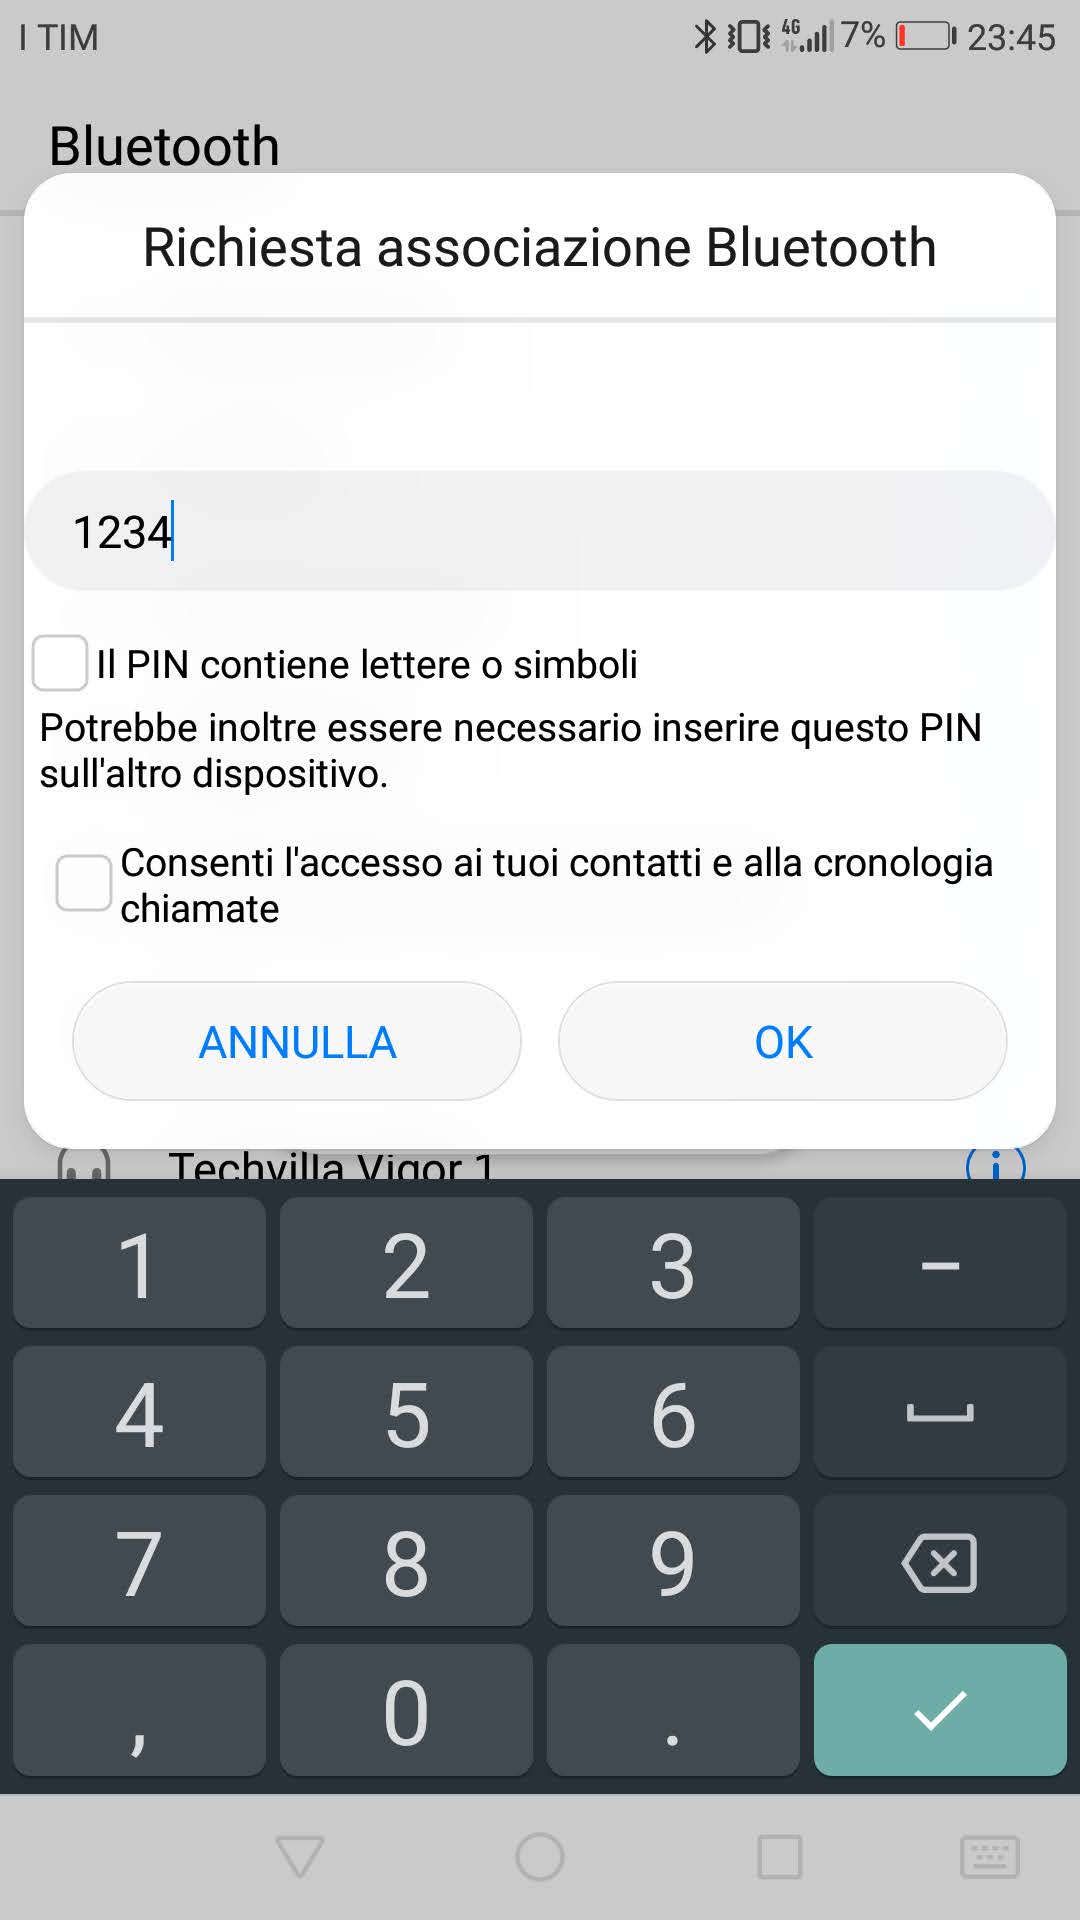 I TIM 4G 7% 23:45
Bluetooth
Richiesta associazione Bluetooth
1234
Il PIN contiene lettere o simboli
Potrebbe inoltre essere necessario inserire questo PIN
sull'altro dispositivo.
Consenti l'accesso ai tuoi contatti e alla cronologia
chiamate
ANNULLA OK
Techvilla Vigor 1
1 2 3 –
4 5 6
7 8 9
, 0 .